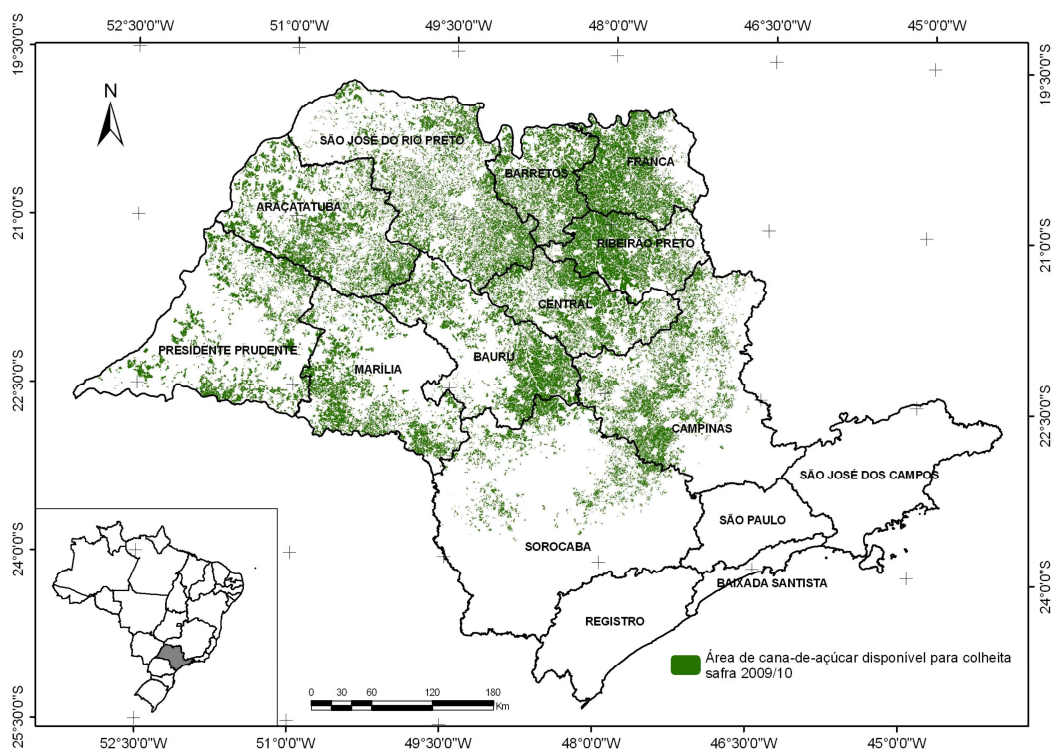 52°30'0"W 51°0'0"W 49°30'0"W 48°0'0"W 46°30'0"W 45°0'0"W
19°30'0"S
19°30'0"S
N
SÃO JOSÉ DO RIO PRETO
FRANCA
BARRETOS
ARAÇATATUBA
21°0'0"S
21°0'0"S
RIBEIRÃO PRETO
CENTRAL
PRESIDENTE PRUDENTE
BAURU
MARÍLIA
22°30'0"S
22°30'0"S
CAMPINAS
SÃO JOSÉ DOS CAMPOS
SÃO PAULO
SOROCABA
24°0'0"S
24°0'0"S
BAIXADA SANTISTA
REGISTRO
Área de cana-de-açúcar disponível para colheita
safra 2009/10
0 30 60 120 180
Km
25°30'0"S
52°30'0"W 51°0'0"W 49°30'0"W 48°0'0"W 46°30'0"W 45°0'0"W